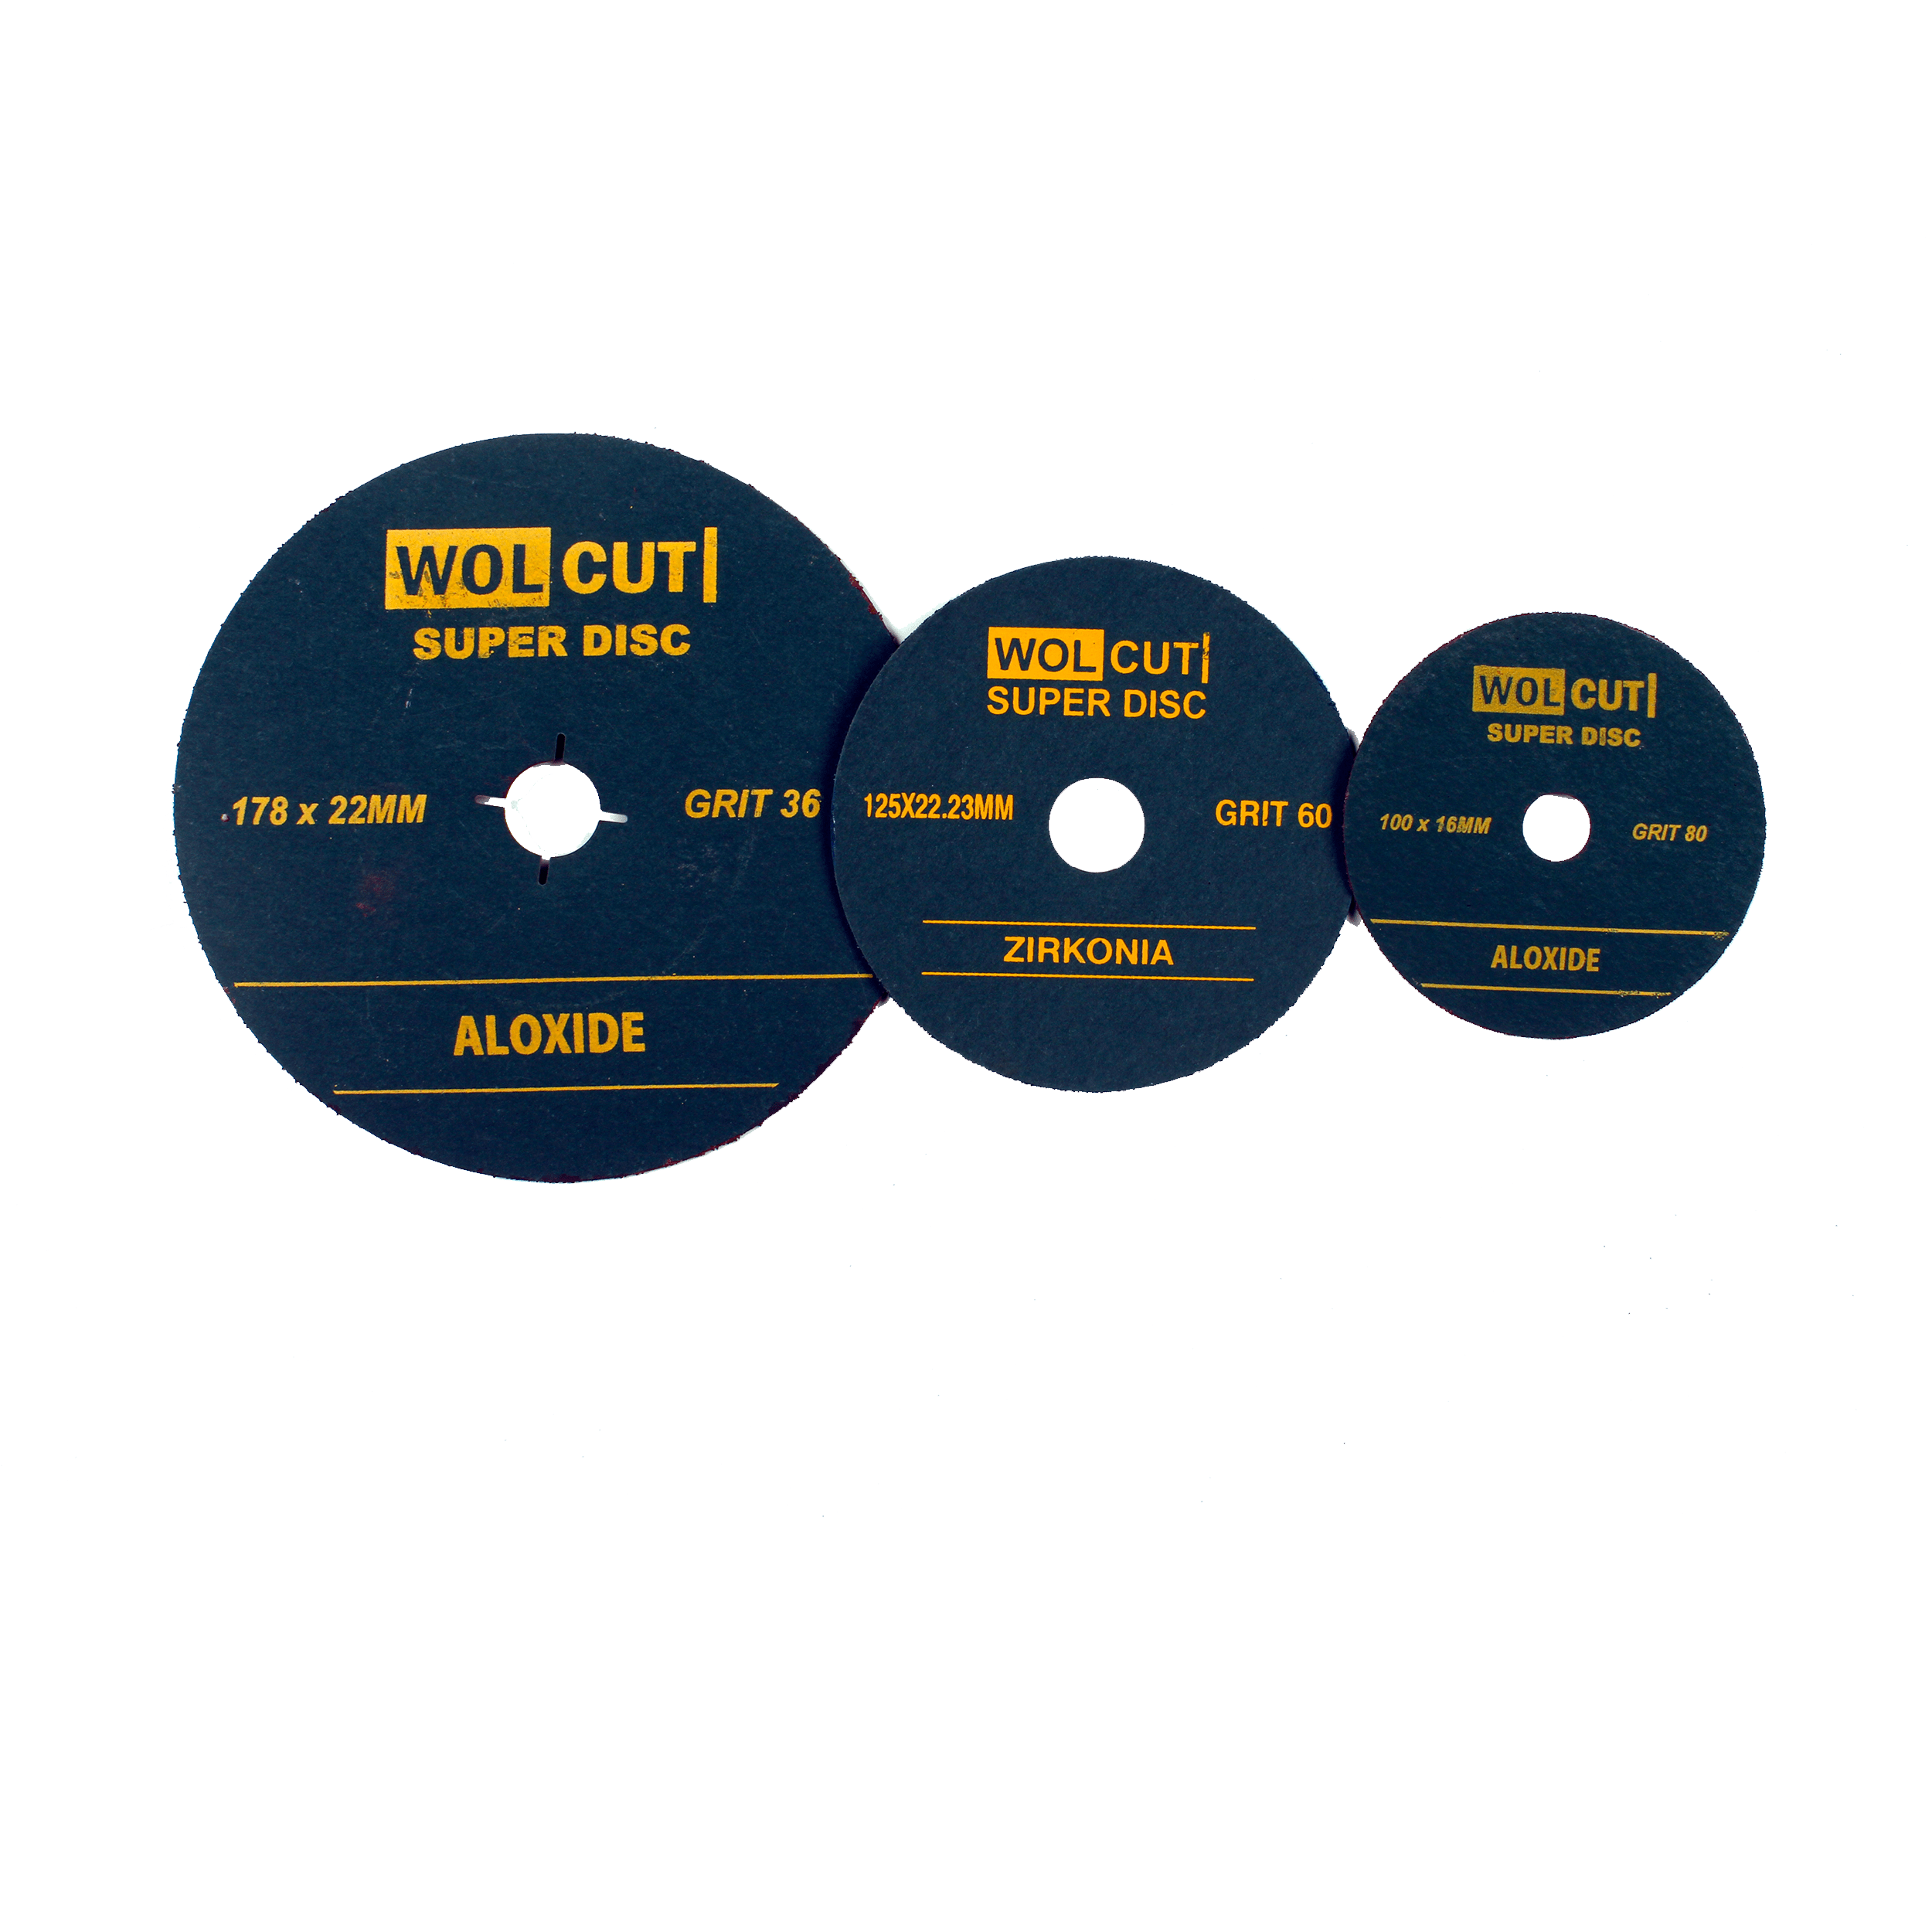 WOL CUT
SUPER DISC
178 x 22MM
GRIT 36
ALOXIDE
WOL CUT
SUPER DISC
125X22.23MM
GRIT 60
ZIRKONIA
WOL CUT
SUPER DISC
100 x 16MM
GRIT 80
ALOXIDE